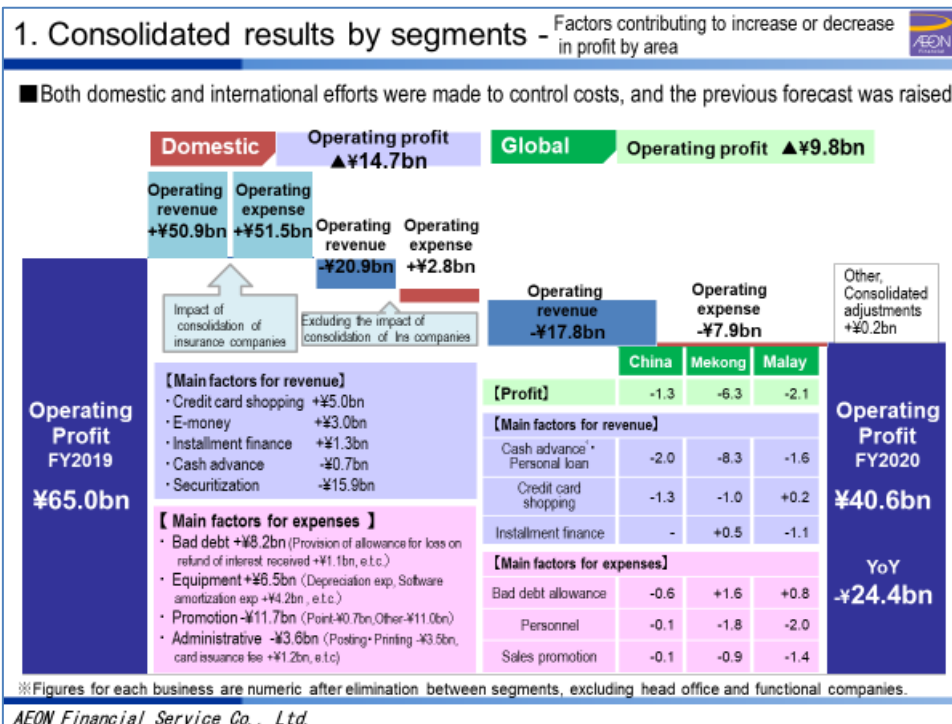 1. Consolidated results by segments - Factors contributing to increase or decrease
in profit by area
AEON
Financial
■Both domestic and international efforts were made to control costs, and the previous forecast was raised
Domestic
Operating profit
▲¥14.7bn
Global
Operating profit ▲¥9.8bn
Operating
revenue
+¥50.9bn
Operating
expense
+¥51.5bn
Operating
revenue
-¥20.9bn
Operating
expense
+¥2.8bn
Impact of
consolidation of
insurance companies
Excluding the impact of
consolidation of Ins companies
Operating
revenue
-¥17.8bn
Operating
expense
-¥7.9bn
Other,
Consolidated
adjustments
+¥0.2bn
Operating
Profit
FY2019
¥65.0bn
【Main factors for revenue】
・Credit card shopping +¥5.0bn
・E-money +¥3.0bn
・Installment finance +¥1.3bn
・Cash advance -¥0.7bn
・Securitization -¥15.9bn
【 Main factors for expenses 】
・ Bad debt +¥8.2bn (Provision of allowance for loss on
refund of interest received +¥1.1bn, e.t.c.)
・ Equipment +¥6.5bn (Depreciation exp, Software
amortization exp +¥4.2bn , e.t.c.)
・ Promotion -¥11.7bn (Point-¥0.7bn,Other-¥11.0bn)
・ Administrative -¥3.6bn (Posting・Printing -¥3.5bn,
card issuance fee +¥1.2bn, e.t.c)
China Mekong Malay
【Profit】 -1.3 -6.3 -2.1
【Main factors for revenue】
Cash advance・
Personal loan -2.0 -8.3 -1.6
Credit card
shopping -1.3 -1.0 +0.2
Installment finance - +0.5 -1.1
【Main factors for expenses】
Bad debt allowance -0.6 +1.6 +0.8
Personnel -0.1 -1.8 -2.0
Sales promotion -0.1 -0.9 -1.4
Operating
Profit
FY2020
¥40.6bn
YoY
-¥24.4bn
※Figures for each business are numeric after elimination between segments, excluding head office and functional companies.
AEON Financial Service Co., Ltd.